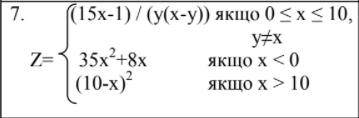 7. (15x-1) / (y(x-y)) якщо 0 ≤ x ≤ 10,
y≠x
Z= 35x²+8x якщо x < 0
(10-x)² якщо x > 10